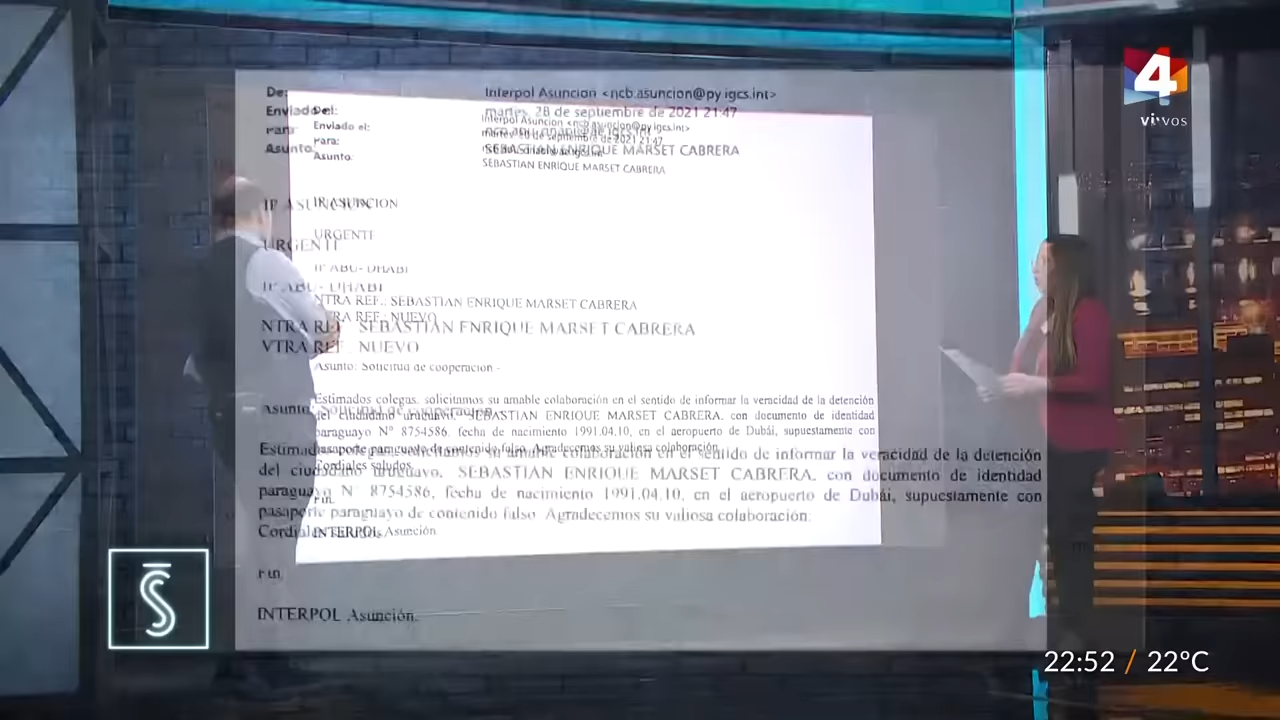 De: Interpol Asuncion <ncb.asuncion@py.igcs.int>
Enviado el: martes, 28 de septiembre de 2021 21:47
Para:
Asunto: SEBASTIAN ENRIQUE MARSET CABRERA
IP ASUNCION
URGENTE
IP ABU- DHABI
NTRA REF.: SEBASTIAN ENRIQUE MARSET CABRERA
VTRA REF.: NUEVO
Asunto: Solicitud de cooperacion -
Estimados colegas, solicitamos su amable colaboración en el sentido de informar la veracidad de la detención
del ciudadano uruguayo, SEBASTIAN ENRIQUE MARSET CABRERA, con documento de identidad
paraguayo N° 8754586, fecha de nacimiento 1991.04.10, en el aeropuerto de Dubái, supuestamente con
pasaporte paraguayo de contenido falso. Agradecemos su valiosa colaboración.
Cordiales saludos,
INTERPOL Asunción.
4
vivos
S
22:52 / 22°C